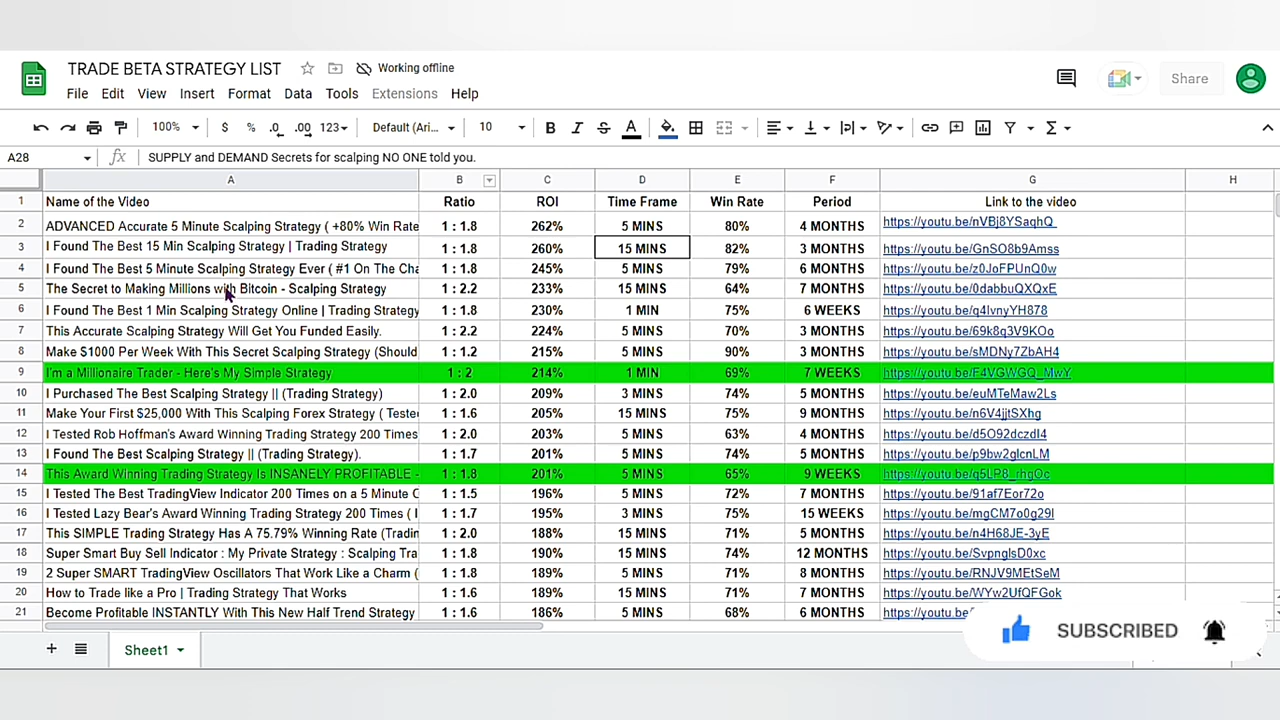 TRADE BETA STRATEGY LIST Working offline
File Edit View Insert Format Data Tools Extensions Help
Share
100% $ % .0 .00 123 Default (Ari... 10 B I S A
A28 fx SUPPLY and DEMAND Secrets for scalping NO ONE told you.
A B C D E F G H
1 Name of the Video Ratio ROI Time Frame Win Rate Period Link to the video
2 ADVANCED Accurate 5 Minute Scalping Strategy ( +80% Win Rate 1 : 1.8 262% 5 MINS 80% 4 MONTHS https://youtu.be/nVBj8YSaqhQ
3 I Found The Best 15 Min Scalping Strategy | Trading Strategy 1 : 1.8 260% 15 MINS 82% 3 MONTHS https://youtu.be/GnSO8b9Amss
4 I Found The Best 5 Minute Scalping Strategy Ever ( #1 On The Cha 1 : 1.8 245% 5 MINS 79% 6 MONTHS https://youtu.be/z0JoFPUnQ0w
5 The Secret to Making Millions with Bitcoin - Scalping Strategy 1 : 2.2 233% 15 MINS 64% 7 MONTHS https://youtu.be/0dabbuQXQxE
6 I Found The Best 1 Min Scalping Strategy Online | Trading Strategy 1 : 1.8 230% 1 MIN 75% 6 WEEKS https://youtu.be/q4IvnyYH878
7 This Accurate Scalping Strategy Will Get You Funded Easily. 1 : 2.2 224% 5 MINS 70% 3 MONTHS https://youtu.be/69k8q3V9KOo
8 Make $1000 Per Week With This Secret Scalping Strategy (Should 1 : 1.2 215% 5 MINS 90% 3 MONTHS https://youtu.be/sMDNy7ZbAH4
9 I'm a Millionaire Trader - Here's My Simple Strategy 1 : 2 214% 1 MIN 69% 7 WEEKS https://youtu.be/F4VGWGQ_MwY
10 I Purchased The Best Scalping Strategy || (Trading Strategy) 1 : 2.0 209% 3 MINS 74% 5 MONTHS https://youtu.be/euMTeMaw2Ls
11 Make Your First $25,000 With This Scalping Forex Strategy ( Teste 1 : 1.6 205% 15 MINS 75% 9 MONTHS https://youtu.be/n6V4jjtSXhg
12 I Tested Rob Hoffman's Award Winning Trading Strategy 200 Times 1 : 2.0 203% 5 MINS 63% 4 MONTHS https://youtu.be/d5O92dczdI4
13 I Found The Best Scalping Strategy || (Trading Strategy). 1 : 1.7 201% 5 MINS 74% 5 MONTHS https://youtu.be/p9bw2glcnLM
14 This Award Winning Trading Strategy Is INSANELY PROFITABLE - 1 : 1.8 201% 5 MINS 65% 9 WEEKS https://youtu.be/q5LP8_rhgOc
15 I Tested The Best TradingView Indicator 200 Times on a 5 Minute C 1 : 1.5 196% 5 MINS 72% 7 MONTHS https://youtu.be/91af7Eor72o
16 I Tested Lazy Bear's Award Winning Trading Strategy 200 Times ( I 1 : 1.7 195% 3 MINS 75% 15 WEEKS https://youtu.be/mgCM7o0g29I
17 This SIMPLE Trading Strategy Has A 75.79% Winning Rate (Tradin 1 : 2.0 188% 15 MINS 71% 5 MONTHS https://youtu.be/n4H68JE-3yE
18 Super Smart Buy Sell Indicator : My Private Strategy : Scalping Tra 1 : 1.8 190% 15 MINS 74% 12 MONTHS https://youtu.be/SvpnglsD0xc
19 2 Super SMART TradingView Oscillators That Work Like a Charm ( 1 : 1.8 189% 5 MINS 71% 8 MONTHS https://youtu.be/RNJV9MEtSeM
20 How to Trade like a Pro | Trading Strategy That Works 1 : 1.6 189% 15 MINS 71% 7 MONTHS https://youtu.be/WYw2UfQFGok
21 Become Profitable INSTANTLY With This New Half Trend Strategy 1 : 1.6 186% 5 MINS 68% 6 MONTHS https://youtu.be/
SUBSCRIBED
Sheet1